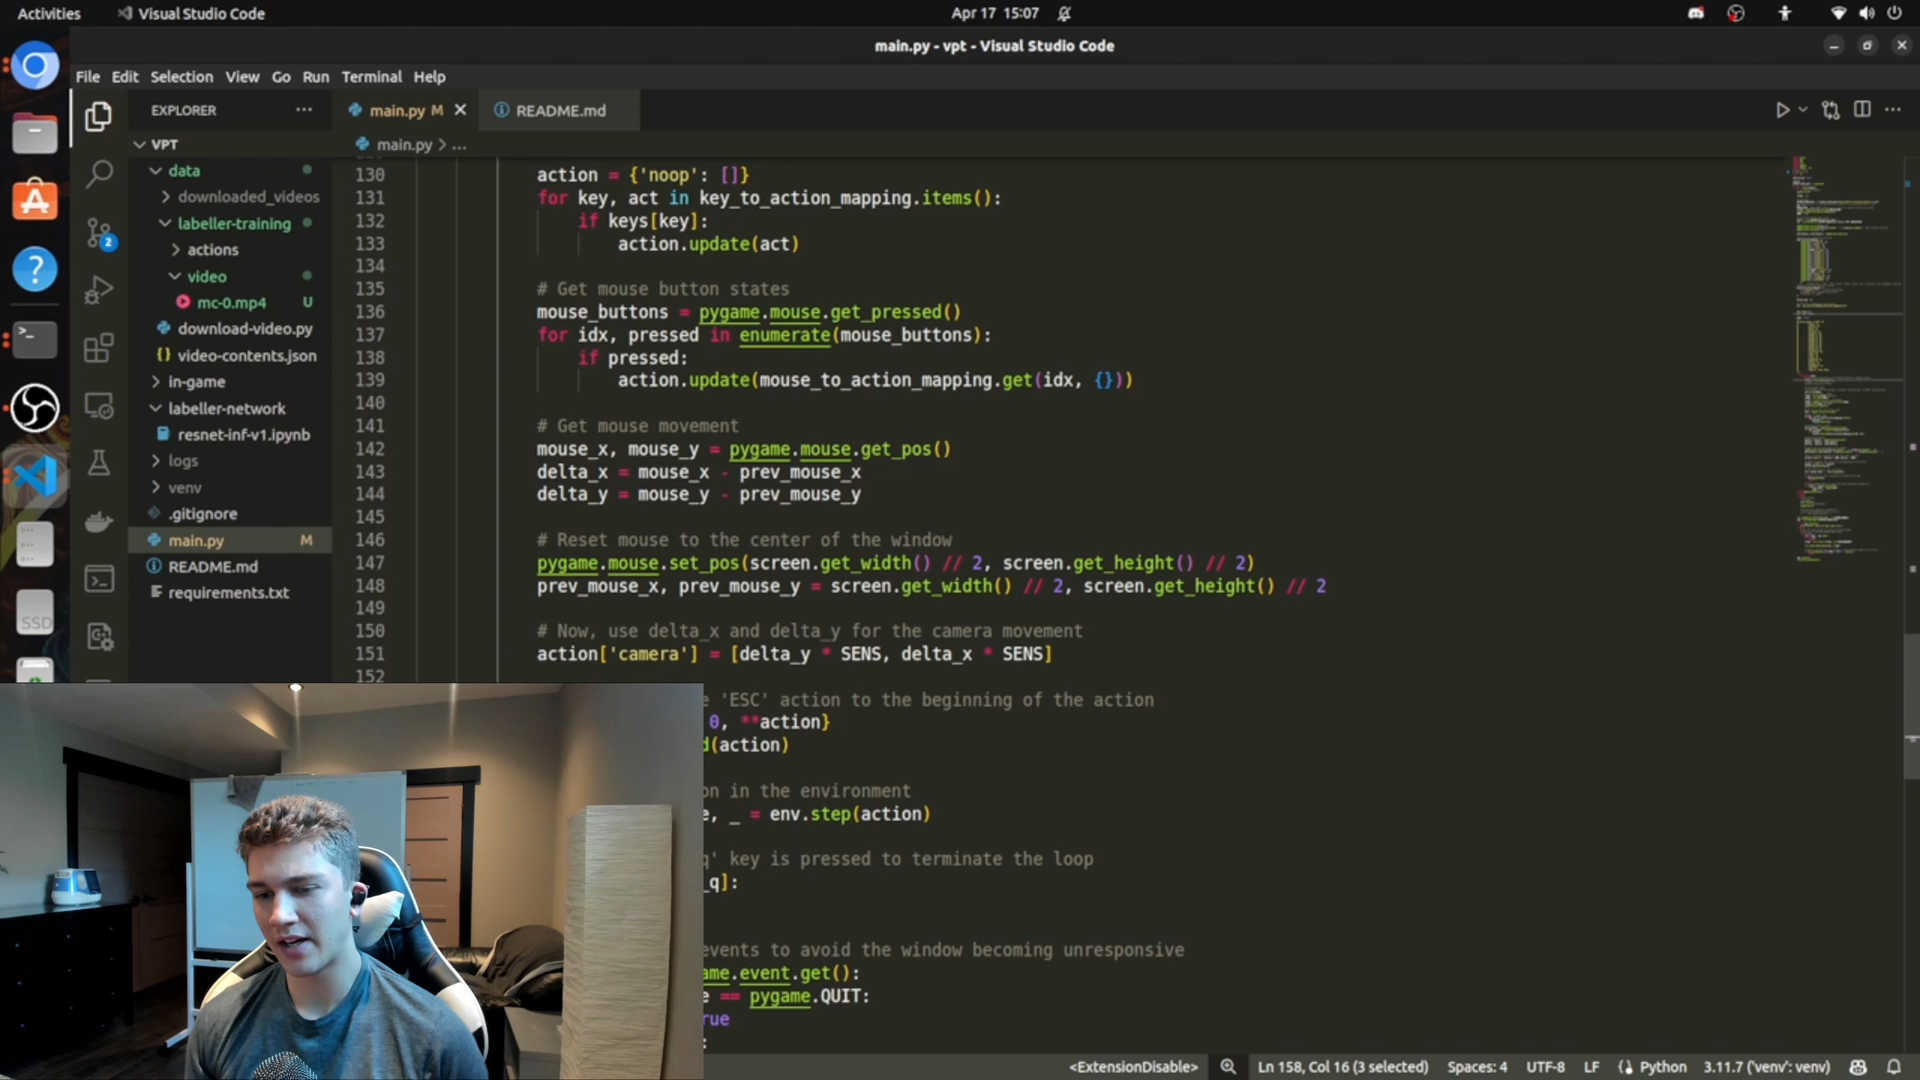 Activities
Visual Studio Code
Apr 17 15:07
main.py - vpt - Visual Studio Code
File Edit Selection View Go Run Terminal Help
EXPLORER ...
main.py M
README.md
VPT
main.py > ...
data
downloaded_videos
labeller-training
actions
video
mc-0.mp4 U
download-video.py
{} video-contents.json
in-game
labeller-network
resnet-inf-v1.ipynb
logs
venv
.gitignore
main.py M
README.md
requirements.txt
2
SSD
130 action = {'noop': []}
131 for key, act in key_to_action_mapping.items():
132 if keys[key]:
133 action.update(act)
134
135 # Get mouse button states
136 mouse_buttons = pygame.mouse.get_pressed()
137 for idx, pressed in enumerate(mouse_buttons):
138 if pressed:
139 action.update(mouse_to_action_mapping.get(idx, {}))
140
141 # Get mouse movement
142 mouse_x, mouse_y = pygame.mouse.get_pos()
143 delta_x = mouse_x - prev_mouse_x
144 delta_y = mouse_y - prev_mouse_y
145
146 # Reset mouse to the center of the window
147 pygame.mouse.set_pos(screen.get_width() // 2, screen.get_height() // 2)
148 prev_mouse_x, prev_mouse_y = screen.get_width() // 2, screen.get_height() // 2
149
150 # Now, use delta_x and delta_y for the camera movement
151 action['camera'] = [delta_y * SENS, delta_x * SENS]
152
'ESC' action to the beginning of the action
0, **action}
(action)
in the environment
, _ = env.step(action)
' key is pressed to terminate the loop
_q]:
events to avoid the window becoming unresponsive
.event.get():
== pygame.QUIT:
:
<ExtensionDisable>
Ln 158, Col 16 (3 selected)
Spaces: 4
UTF-8
LF
Python
3.11.7 ('venv': venv)